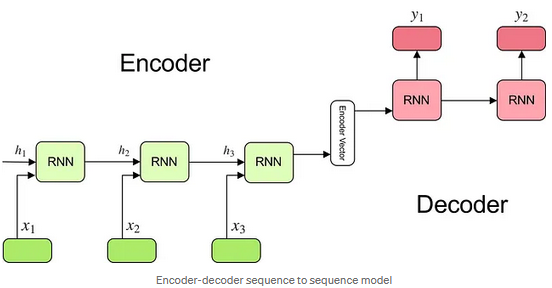 Encoder
y1
y2
RNN
RNN
Encoder Vector
h1
RNN
h2
RNN
h3
RNN
x1
x2
x3
Decoder
Encoder-decoder sequence to sequence model